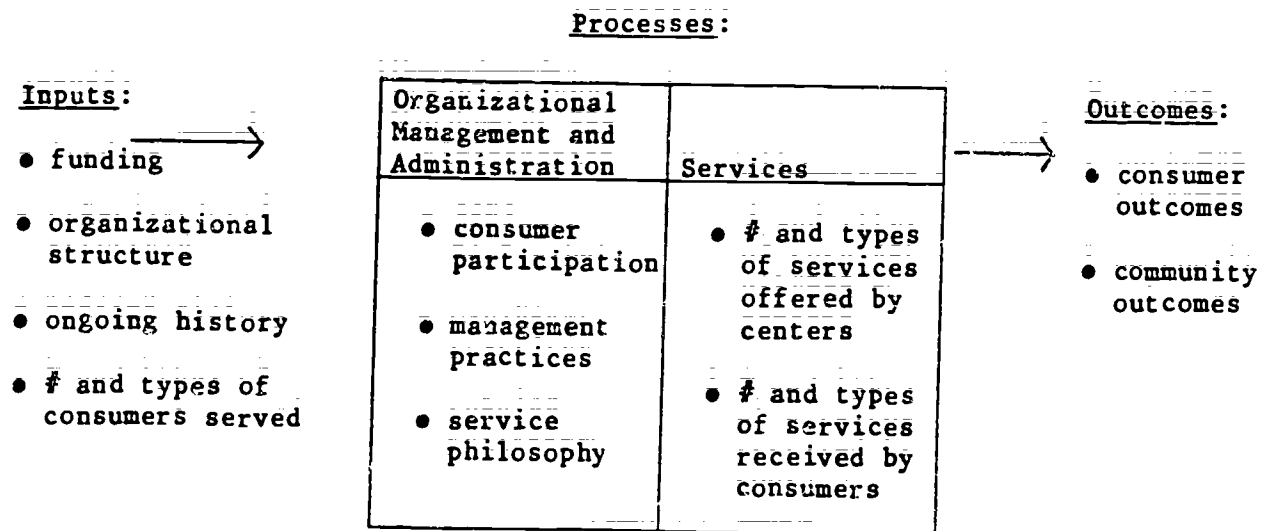 Processes:
Inputs:
● funding
● organizational
structure
● ongoing history
● # and types of
consumers served
Organizational
Management and
Administration
● consumer
participation
● management
practices
● service
philosophy
Services
● # and types
of services
offered by
centers
● # and types
of services
received by
consumers
Outcomes:
● consumer
outcomes
● community
outcomes